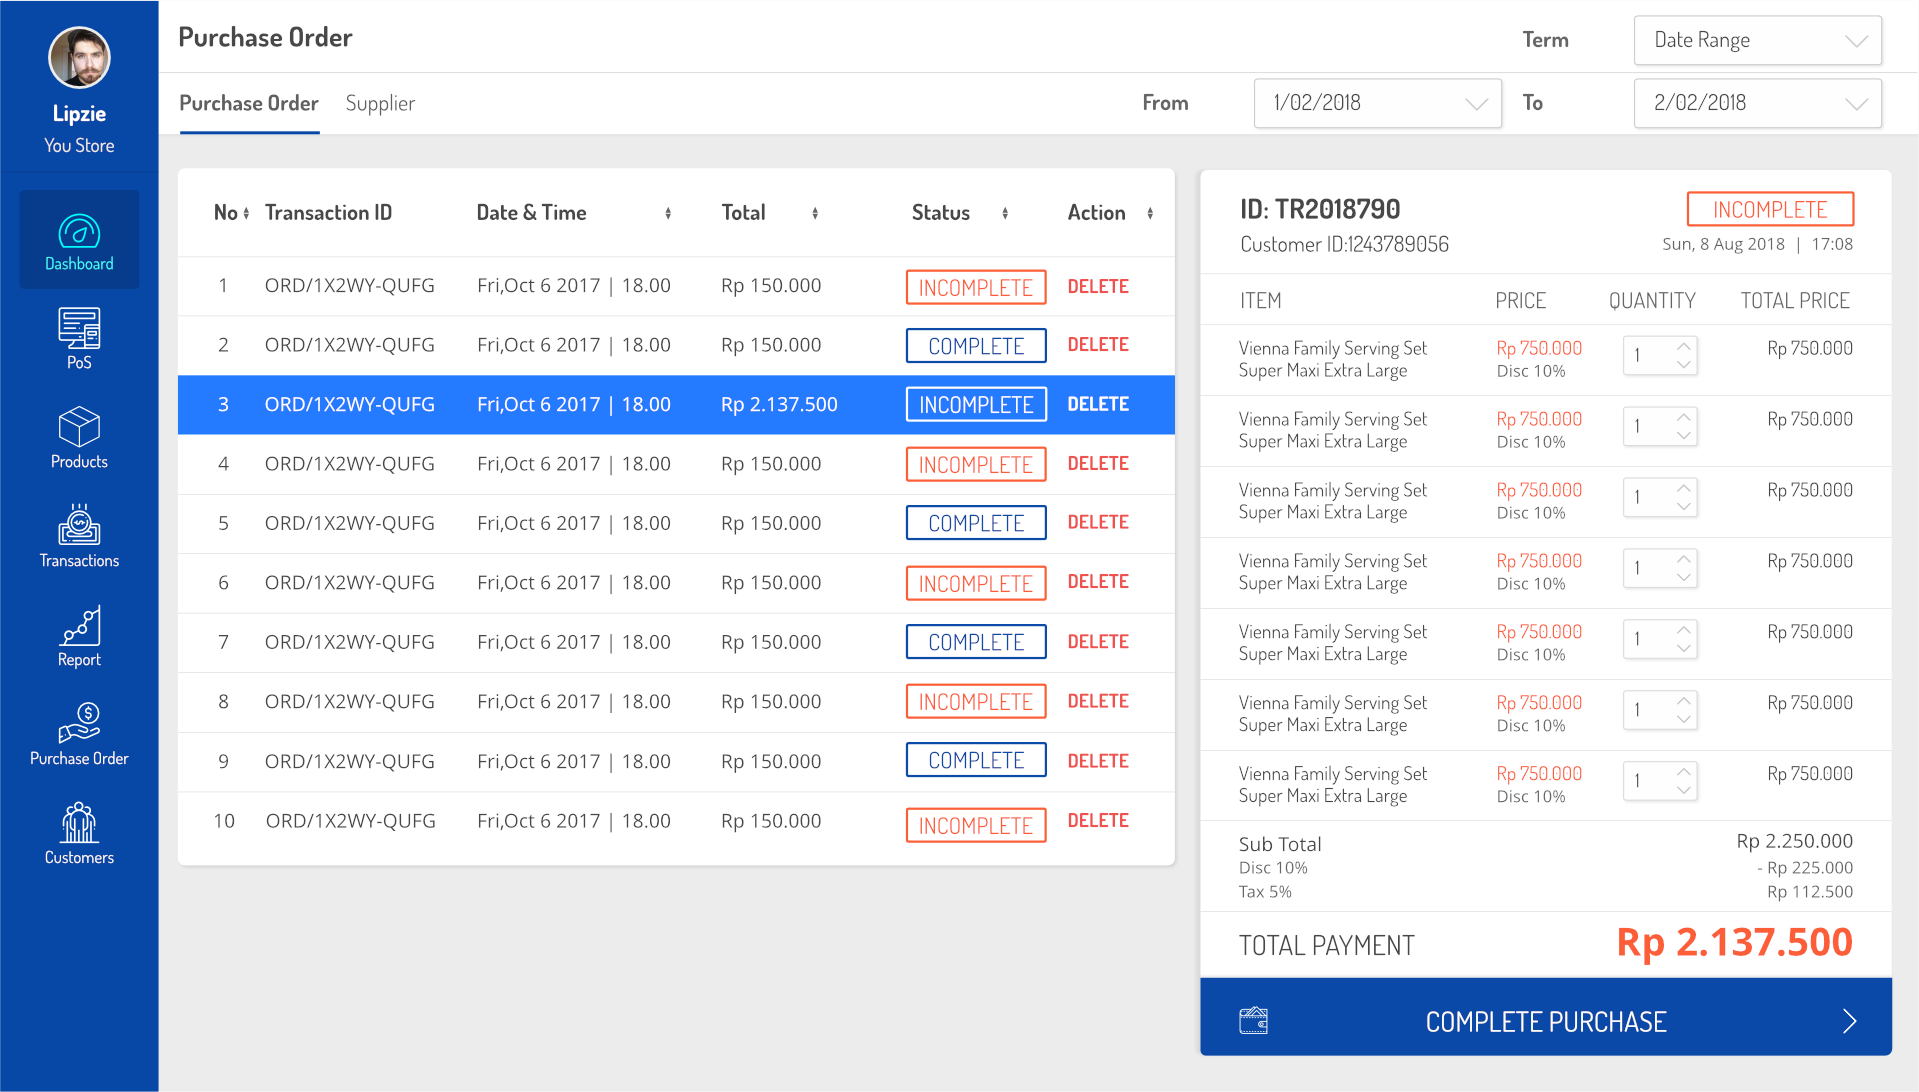 Lipzie
You Store
Dashboard
PoS
Products
Transactions
Report
Purchase Order
Customers
Purchase Order
Term
Date Range
Purchase Order
Supplier
From
1/02/2018
To
2/02/2018
No Transaction ID Date & Time Total Status Action
1 ORD/1X2WY-QUFG Fri,Oct 6 2017 | 18.00 Rp 150.000 INCOMPLETE DELETE
2 ORD/1X2WY-QUFG Fri,Oct 6 2017 | 18.00 Rp 150.000 COMPLETE DELETE
3 ORD/1X2WY-QUFG Fri,Oct 6 2017 | 18.00 Rp 2.137.500 INCOMPLETE DELETE
4 ORD/1X2WY-QUFG Fri,Oct 6 2017 | 18.00 Rp 150.000 INCOMPLETE DELETE
5 ORD/1X2WY-QUFG Fri,Oct 6 2017 | 18.00 Rp 150.000 COMPLETE DELETE
6 ORD/1X2WY-QUFG Fri,Oct 6 2017 | 18.00 Rp 150.000 INCOMPLETE DELETE
7 ORD/1X2WY-QUFG Fri,Oct 6 2017 | 18.00 Rp 150.000 COMPLETE DELETE
8 ORD/1X2WY-QUFG Fri,Oct 6 2017 | 18.00 Rp 150.000 INCOMPLETE DELETE
9 ORD/1X2WY-QUFG Fri,Oct 6 2017 | 18.00 Rp 150.000 COMPLETE DELETE
10 ORD/1X2WY-QUFG Fri,Oct 6 2017 | 18.00 Rp 150.000 INCOMPLETE DELETE
ID: TR2018790 INCOMPLETE
Customer ID:1243789056 Sun, 8 Aug 2018 | 17:08
ITEM PRICE QUANTITY TOTAL PRICE
Vienna Family Serving Set Rp 750.000 1 Rp 750.000
Super Maxi Extra Large Disc 10%
Vienna Family Serving Set Rp 750.000 1 Rp 750.000
Super Maxi Extra Large Disc 10%
Vienna Family Serving Set Rp 750.000 1 Rp 750.000
Super Maxi Extra Large Disc 10%
Vienna Family Serving Set Rp 750.000 1 Rp 750.000
Super Maxi Extra Large Disc 10%
Vienna Family Serving Set Rp 750.000 1 Rp 750.000
Super Maxi Extra Large Disc 10%
Vienna Family Serving Set Rp 750.000 1 Rp 750.000
Super Maxi Extra Large Disc 10%
Vienna Family Serving Set Rp 750.000 1 Rp 750.000
Super Maxi Extra Large Disc 10%
Sub Total Rp 2.250.000
Disc 10% - Rp 225.000
Tax 5% Rp 112.500
TOTAL PAYMENT Rp 2.137.500
COMPLETE PURCHASE